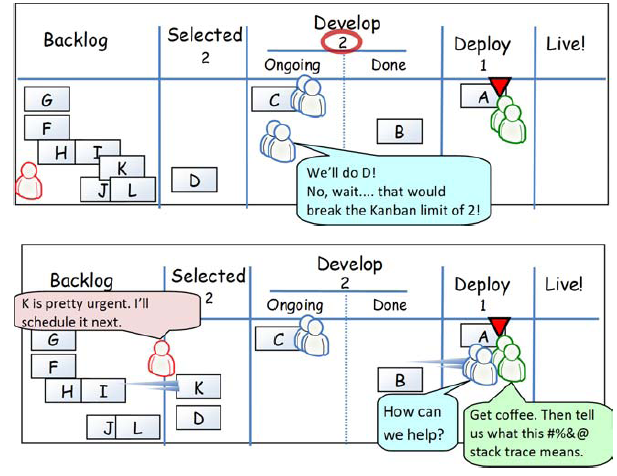 Backlog
Selected
2
Develop
2
Ongoing
Done
Deploy
1
Live!
G
F
H
I
K
J
L
D
C
B
A
We'll do D!
No, wait.... that would
break the Kanban limit of 2!
Backlog
Selected
2
Develop
2
Ongoing
Done
Deploy
1
Live!
K is pretty urgent. I'll
schedule it next.
G
F
H
I
J
L
K
D
C
B
A
How can
we help?
Get coffee. Then tell
us what this #%&@
stack trace means.